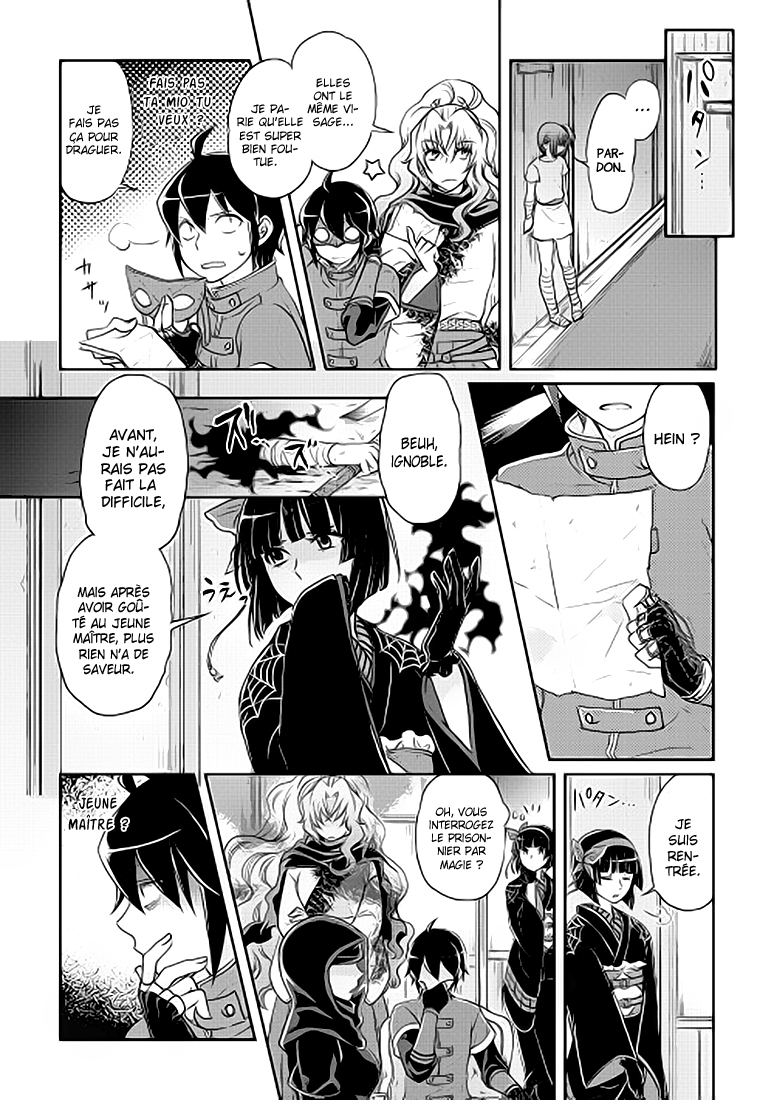 パタン
...
PAR-
DON..
ELLES
ONT LE
MÊME VI-
SAGE...
JE PA-
RIE QU'ELLE
EST SUPER
BIEN FOU-
TUE.
FAIS PAS
TA MIO TU
VEUX ?
JE
FAIS PAS
ÇA POUR
DRAGUER.
カサッ
HEIN ?
BEUH,
IGNOBLE.
ズズ
AVANT,
JE N'AU-
RAIS PAS
FAIT LA
DIFFICILE,
うえっ
MAIS APRÈS
AVOIR GOÛ-
TÉ AU JEUNE
MAÎTRE, PLUS
RIEN N'A DE
SAVEUR.
パタン...
JE
SUIS
REN-
TRÉE.
OH, VOUS
INTERROGEZ
LE PRISON-
NIER PAR
MAGIE ?
JEUNE
MAÎTRE ?